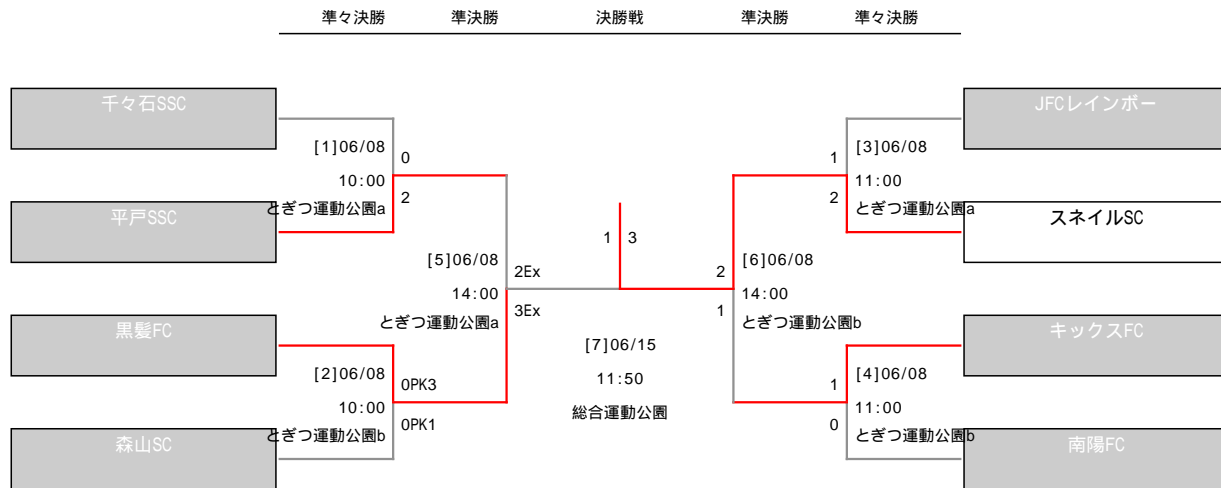 準々決勝 準決勝 決勝戦 準決勝 準々決勝
千々石SSC
JFCレインボー
[1]06/08
0
10:00
2
とぎつ運動公園a
平戸SSC
1
[3]06/08
2
11:00
とぎつ運動公園a
スネイルSC
1
3
[5]06/08
2Ex
14:00
3Ex
とぎつ運動公園a
2
[6]06/08
14:00
1
とぎつ運動公園b
黒髪FC
キックスFC
[7]06/15
11:50
総合運動公園
[2]06/08
0PK3
10:00
0PK1
とぎつ運動公園b
森山SC
[4]06/08
1
11:00
0
とぎつ運動公園b
南陽FC